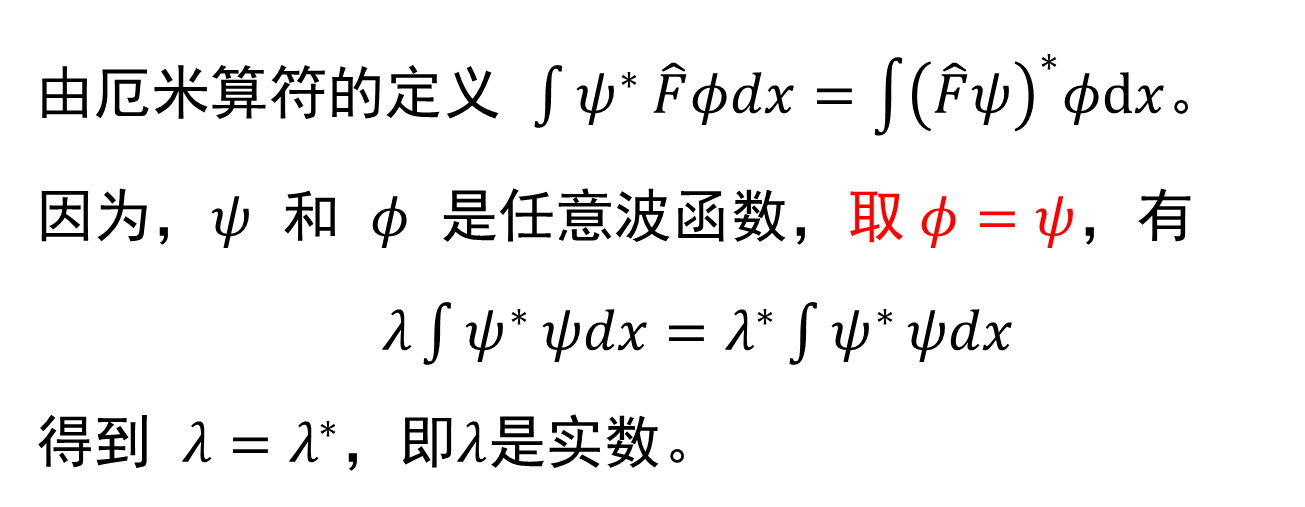 由厄米算符的定义 ∫ψ* F̂ϕdx = ∫(F̂ψ)*ϕdx。
因为，ψ 和 ϕ 是任意波函数，取 ϕ = ψ，有
λ∫ψ* ψdx = λ*∫ψ* ψdx
得到 λ = λ*，即λ是实数。